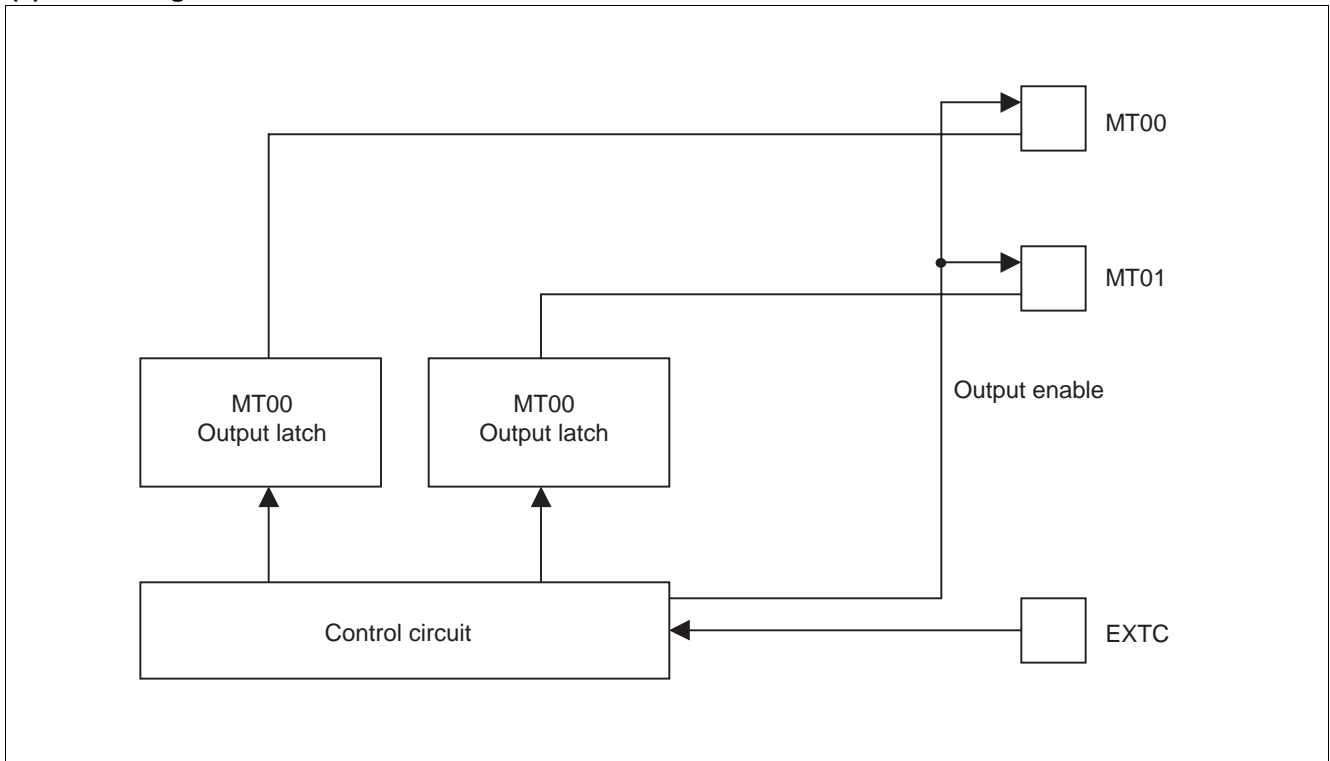 MT00
MT01
Output enable
MT00
Output latch
MT00
Output latch
Control circuit
EXTC